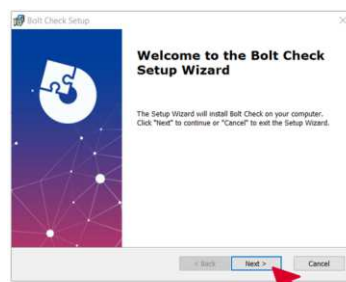 Bolt Check Setup
Welcome to the Bolt Check
Setup Wizard
The Setup Wizard will install Bolt Check on your computer.
Click "Next" to continue or "Cancel" to exit the Setup Wizard.
< Back Next > Cancel